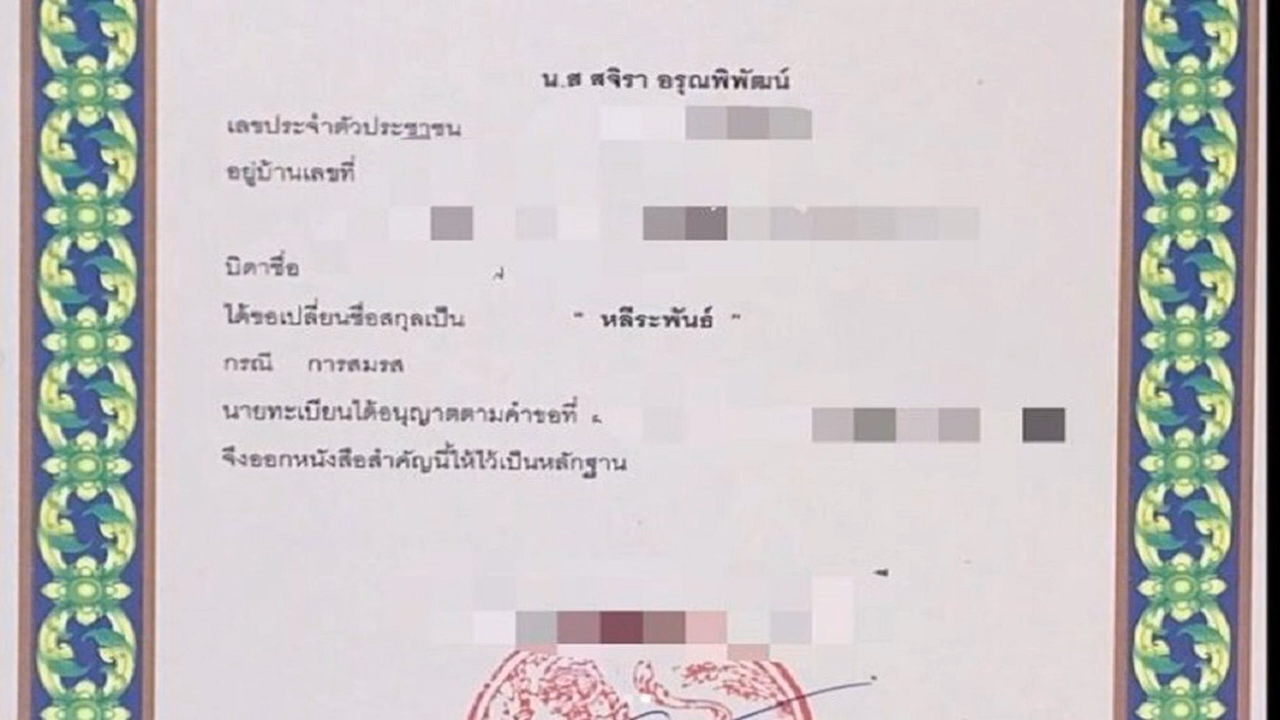 น.ส สจิรา อรุณพิพัฒน์
เลขประจำตัวประชาชน
อยู่บ้านเลขที่
บิดาชื่อ
ได้ขอเปลี่ยนชื่อสกุลเป็น " หลีระพันธ์ "
กรณี การสมรส
นายทะเบียนได้อนุญาตตามคำขอที่
จึงออกหนังสือสำคัญนี้ให้ไว้เป็นหลักฐาน